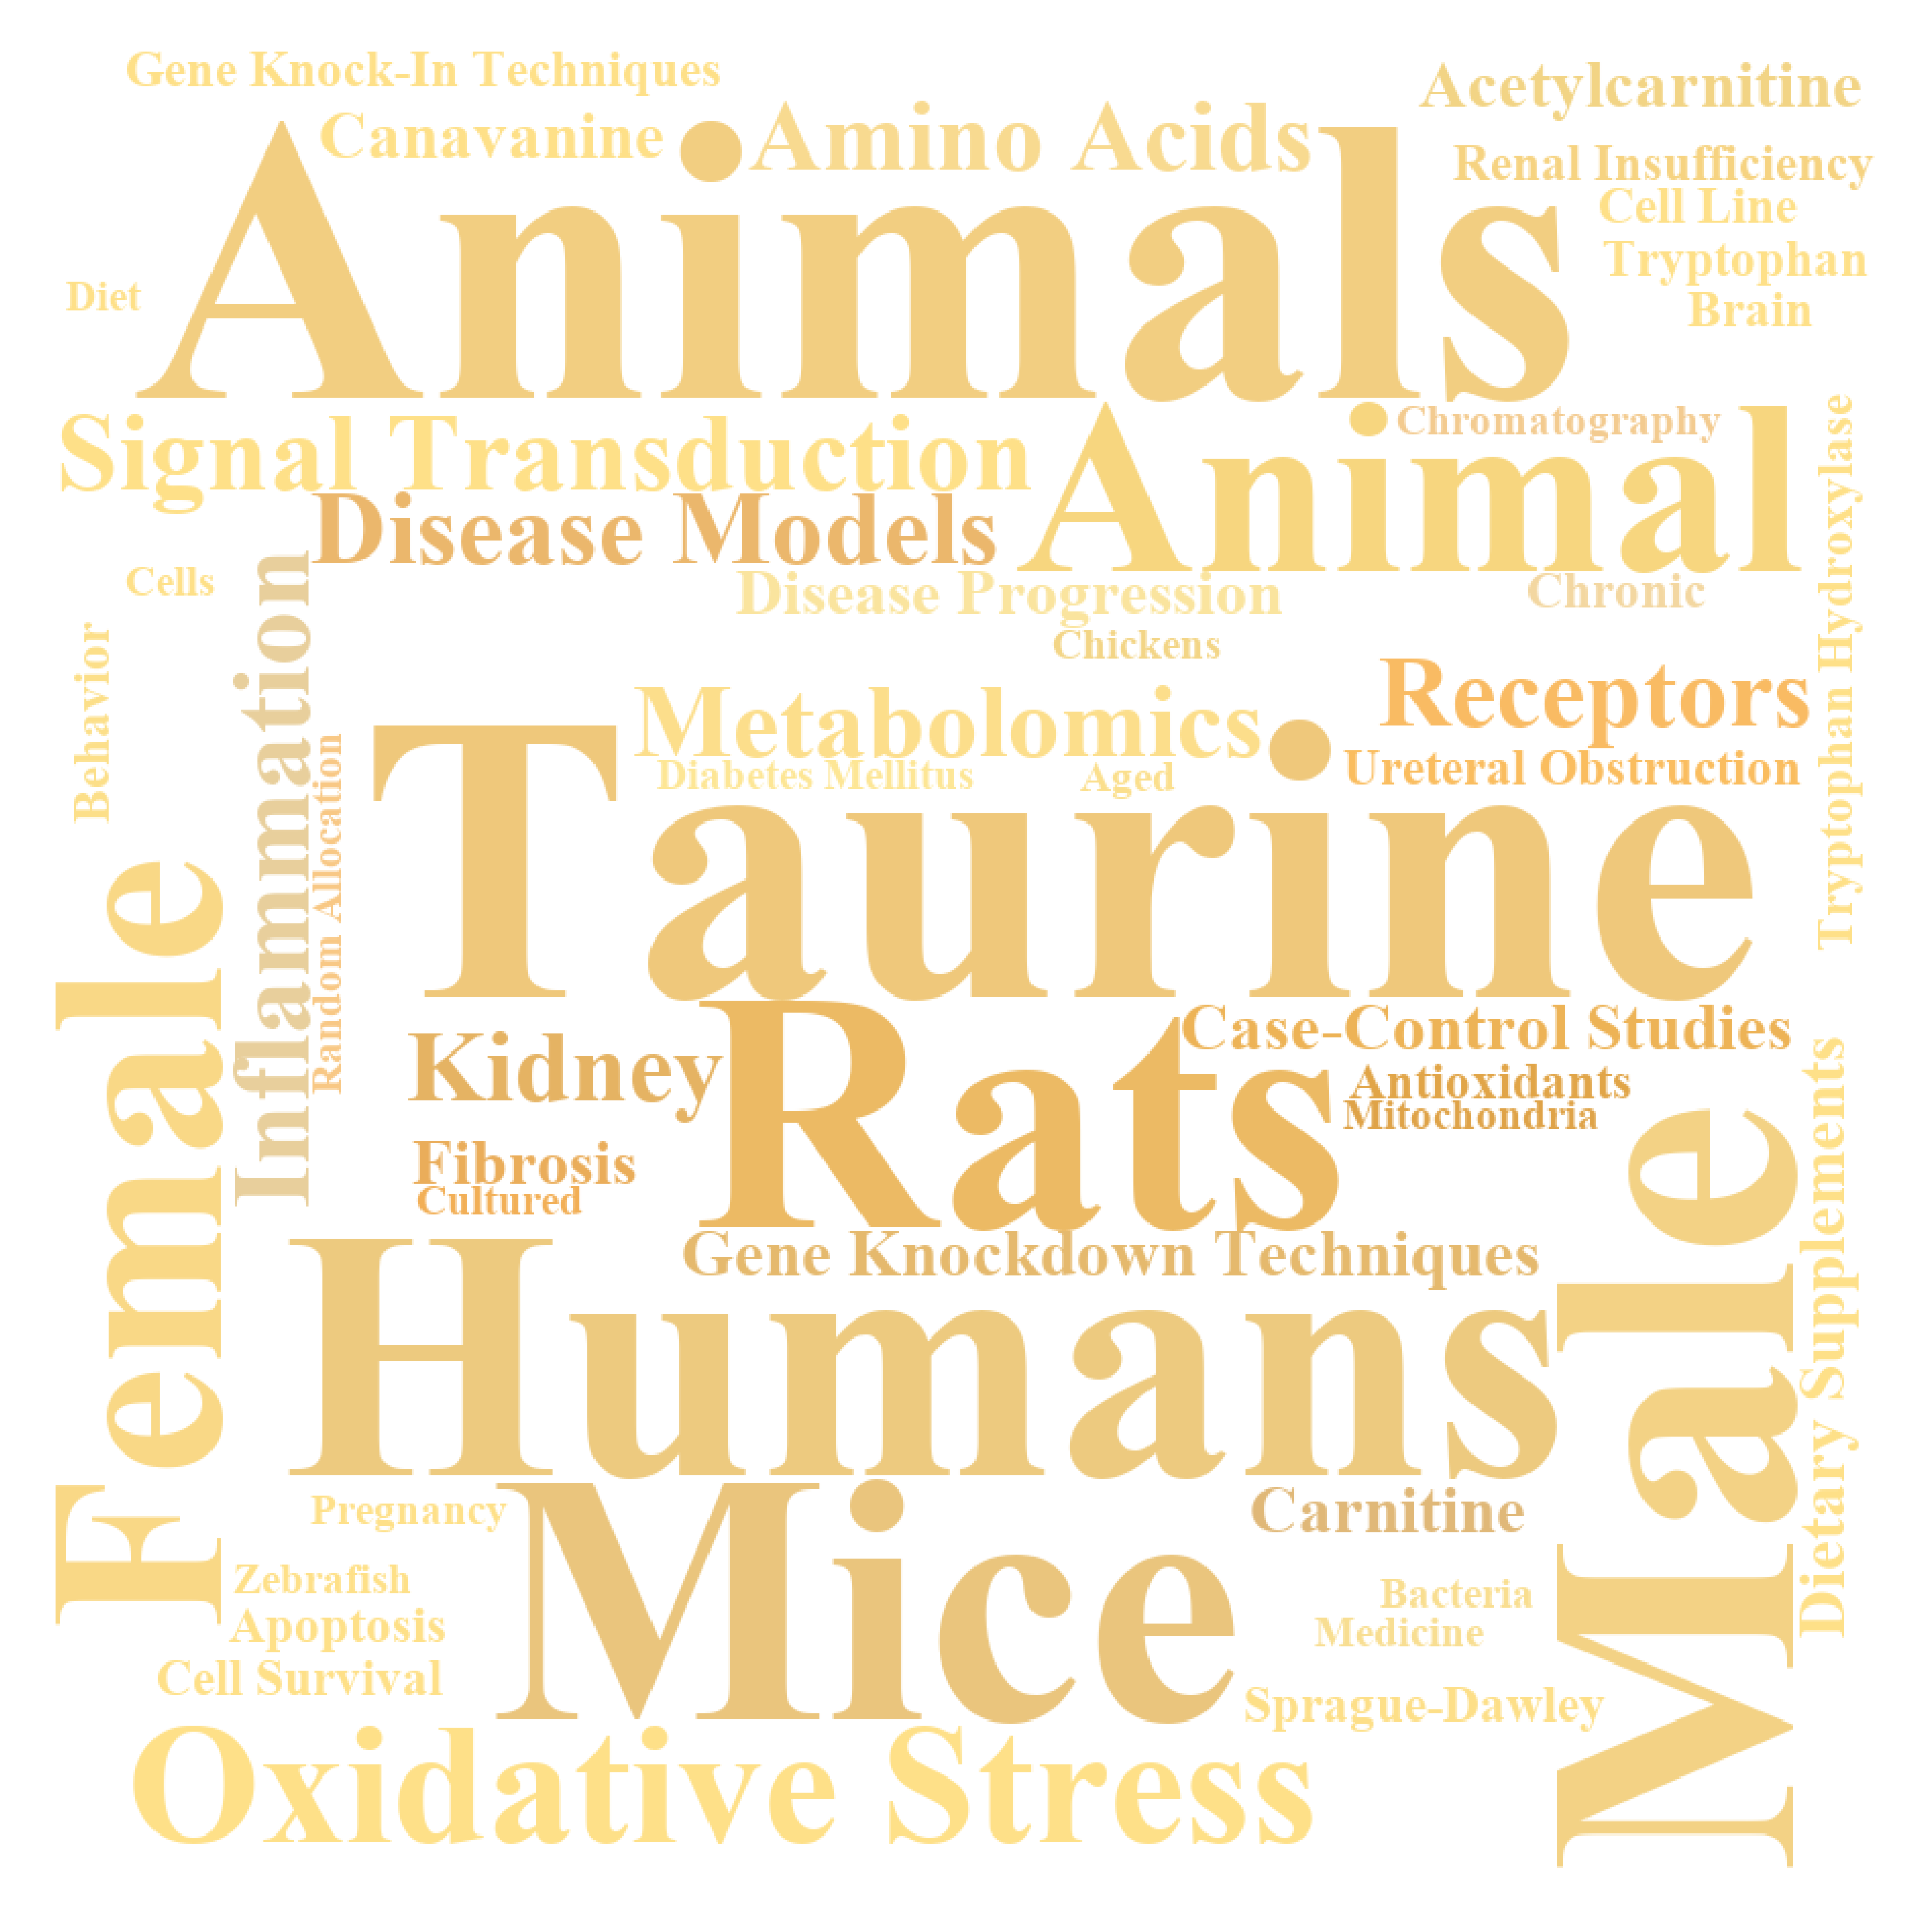 Gene Knock-In Techniques
Acetylcarnitine
Canavanine
Amino Acids
Animals
Renal Insufficiency
Cell Line
Tryptophan
Brain
Diet
Signal Transduction
Animal
Chromatography
Disease Models
Tryptophan Hydroxylase
Cells
Disease Progression
Chronic
Inflammation
Behavior
Chickens
Receptors
Metabolomics
Taurine
Ureteral Obstruction
Diabetes Mellitus
Aged
Random Allocation
Female
Rats
Case-Control Studies
Kidney
Antioxidants
Mitochondria
Fibrosis
Cultured
Dietary Supplements
Male
Gene Knockdown Techniques
Humans
Mice
Carnitine
Pregnancy
Zebrafish
Bacteria
Apoptosis
Medicine
Cell Survival
Sprague-Dawley
Oxidative Stress